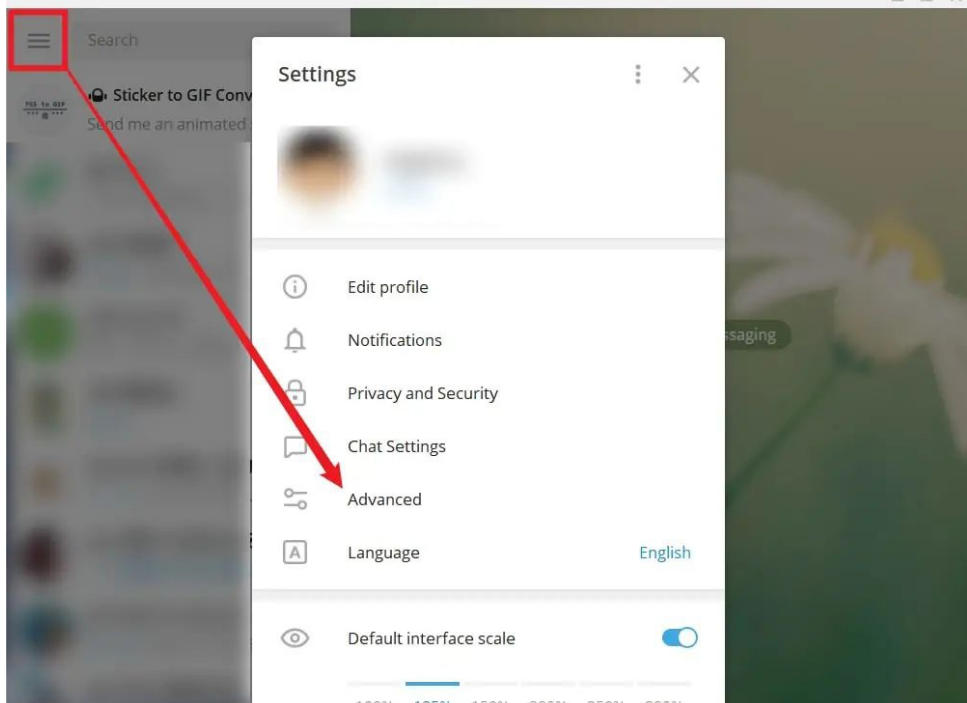 Search
Settings
Sticker to GIF Conv
Send me an animated
Edit profile
Notifications
Privacy and Security
Chat Settings
Advanced
Language
English
Default interface scale
ssaging